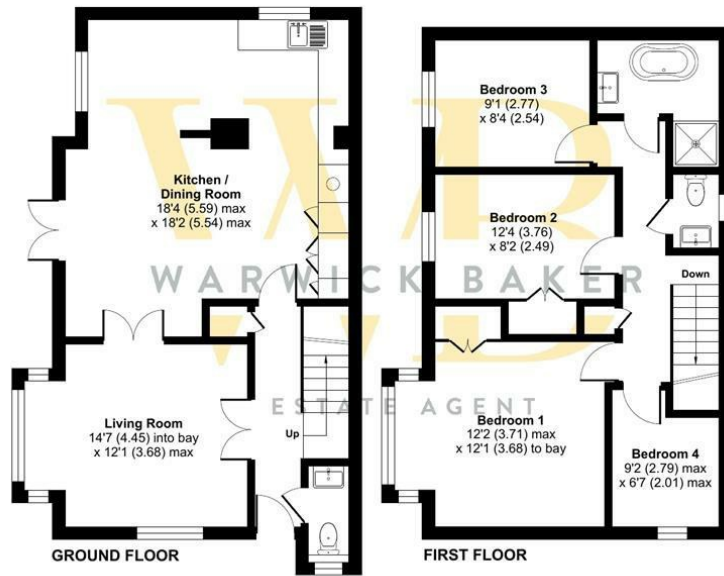 Kitchen /
Dining Room
18'4 (5.59) max
x 18'2 (5.54) max
Living Room
14'7 (4.45) into bay
x 12'1 (3.68) max
Up
GROUND FLOOR
Bedroom 3
9'1 (2.77)
x 8'4 (2.54)
Bedroom 2
12'4 (3.76)
x 8'2 (2.49)
Down
Bedroom 1
12'2 (3.71) max
x 12'1 (3.68) to bay
Bedroom 4
9'2 (2.79) max
x 6'7 (2.01) max
FIRST FLOOR
WB
WARWICK BAKER
ESTATE AGENT